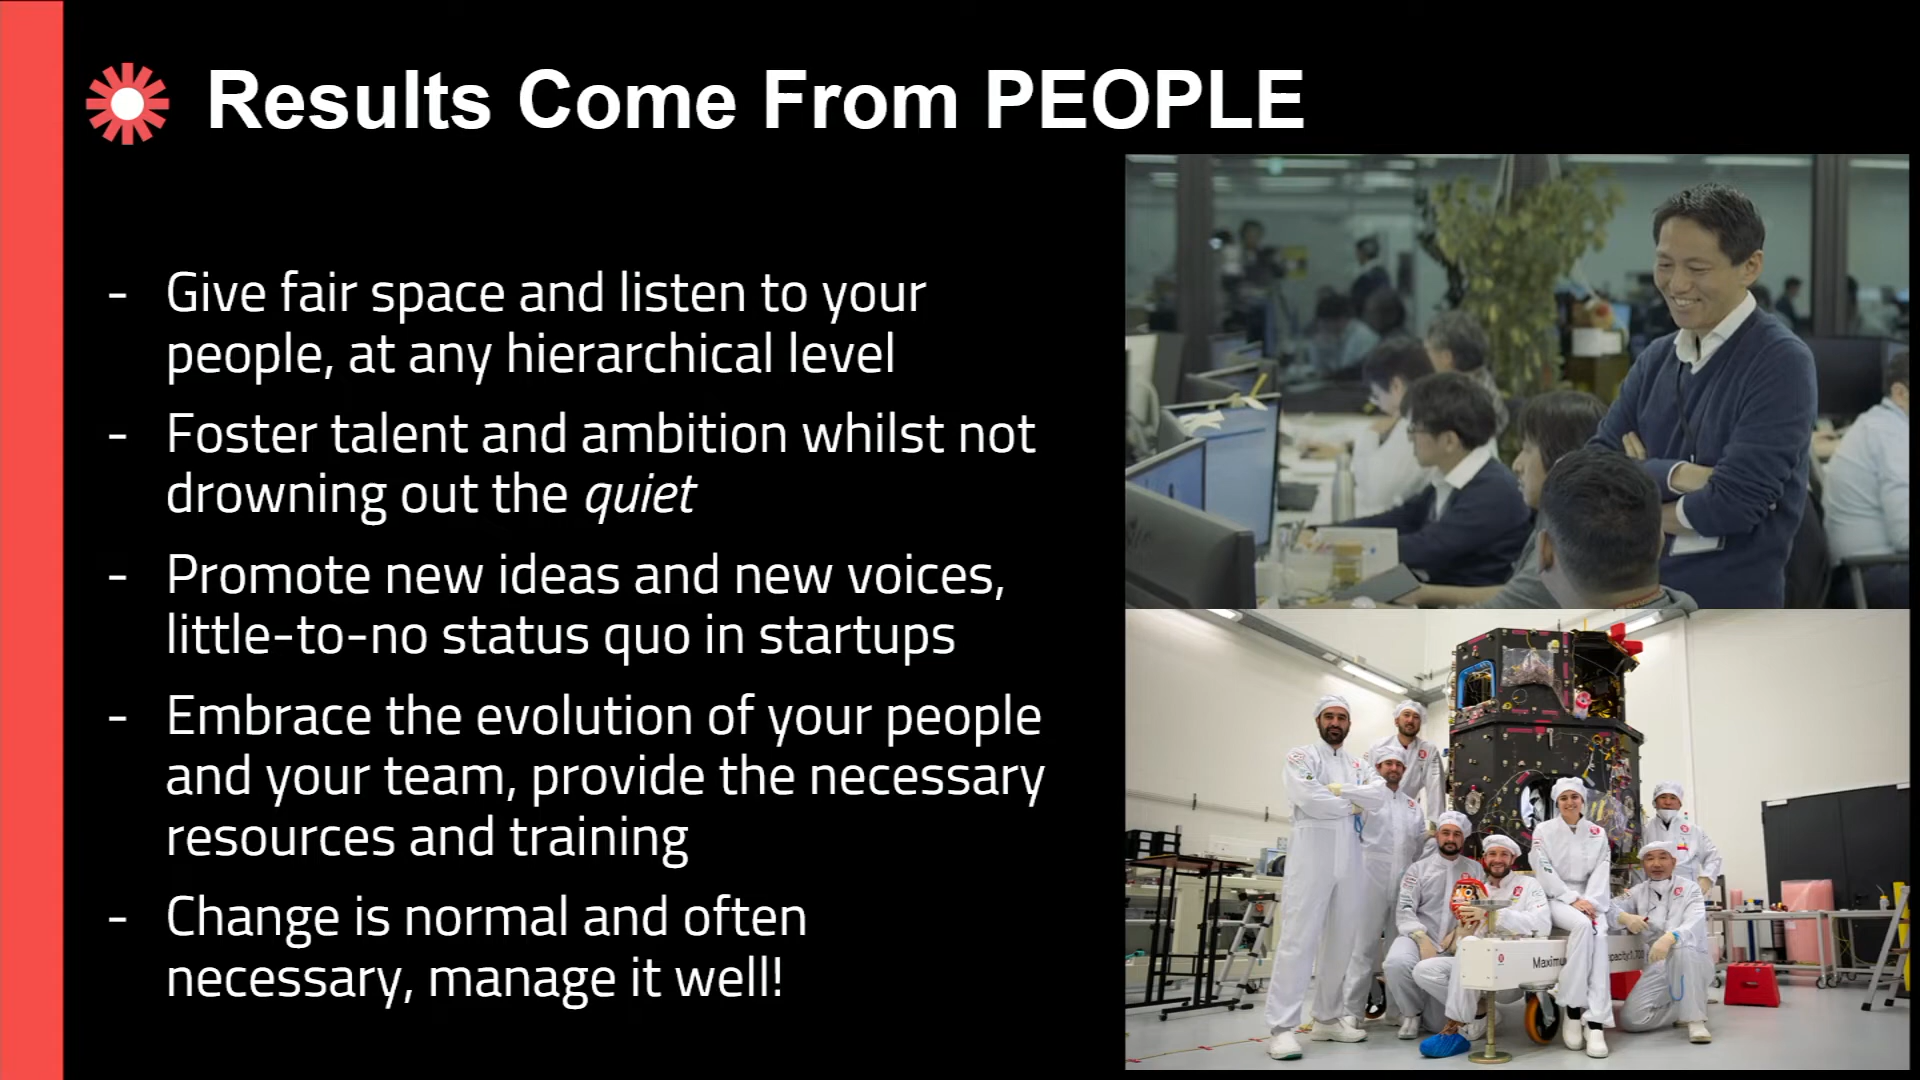 Results Come From PEOPLE
- Give fair space and listen to your
people, at any hierarchical level
- Foster talent and ambition whilst not
drowning out the quiet
- Promote new ideas and new voices,
little-to-no status quo in startups
- Embrace the evolution of your people
and your team, provide the necessary
resources and training
- Change is normal and often
necessary, manage it well!